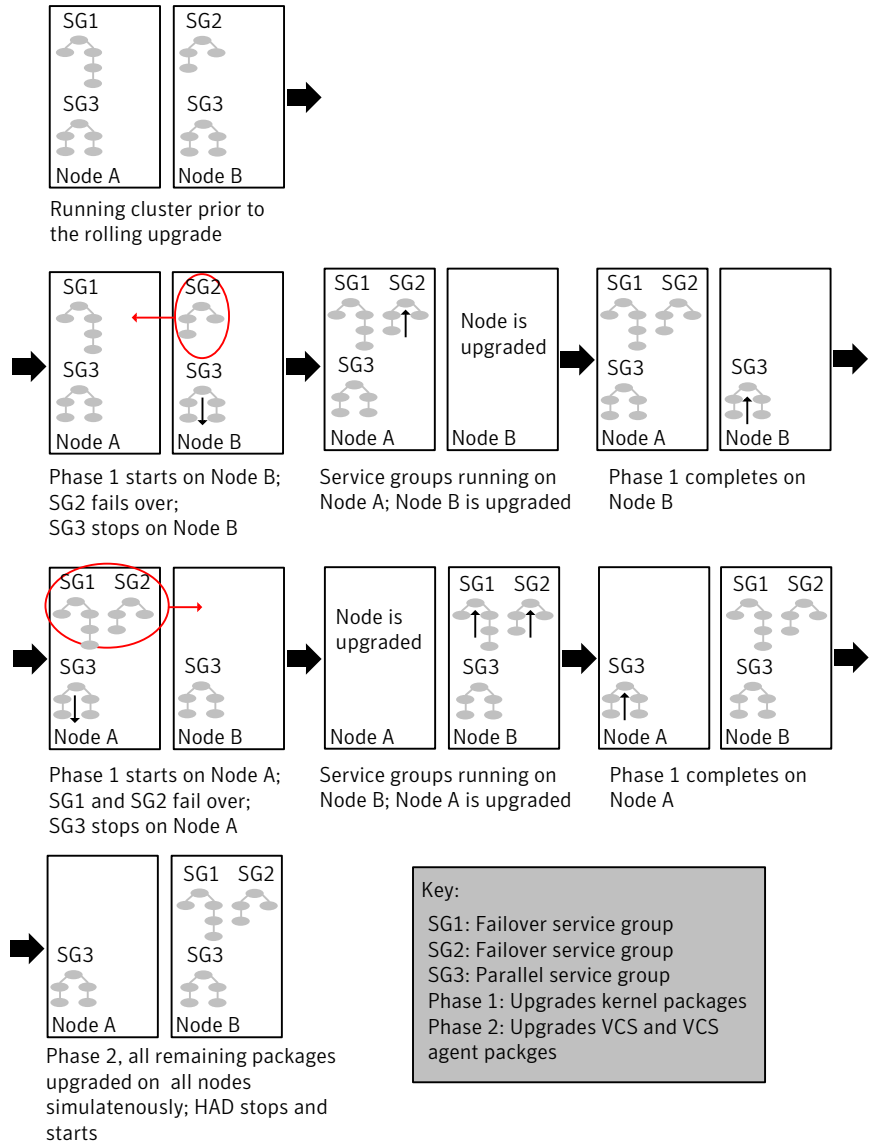 SG1
SG2
SG3
SG3
Node A
Node B
Running cluster prior to
the rolling upgrade
SG1
SG2
SG3
SG3
Node A
Node B
Phase 1 starts on Node B;
SG2 fails over;
SG3 stops on Node B
SG1 SG2
SG3
Node A
Node is
upgraded
Node B
Service groups running on
Node A; Node B is upgraded
SG1 SG2
SG3
SG3
Node A
Node B
Phase 1 completes on
Node B
SG1 SG2
SG3
SG3
Node A
Node B
Phase 1 starts on Node A;
SG1 and SG2 fail over;
SG3 stops on Node A
Node is
upgraded
Node A
SG1 SG2
SG3
Node B
Service groups running on
Node B; Node A is upgraded
SG3
Node A
SG1 SG2
SG3
Node B
Phase 1 completes on
Node A
SG3
Node A
SG1 SG2
SG3
Node B
Phase 2, all remaining packages
upgraded on all nodes
simulatenously; HAD stops and
starts
Key:
SG1: Failover service group
SG2: Failover service group
SG3: Parallel service group
Phase 1: Upgrades kernel packages
Phase 2: Upgrades VCS and VCS
agent packges